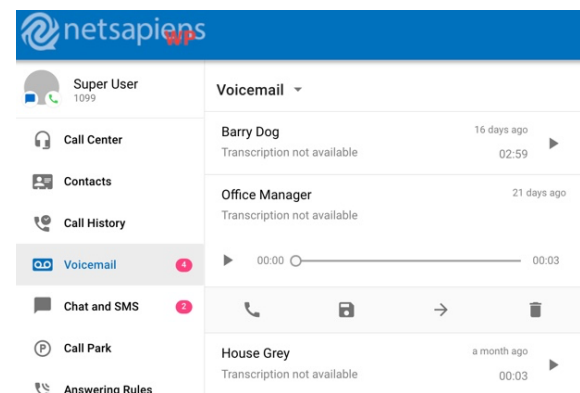 netsapiens
WP
Super User
1099
Call Center
Contacts
Call History
Voicemail 4
Chat and SMS 2
P Call Park
Answering Rules
Voicemail
Barry Dog 16 days ago
Transcription not available 02:59
Office Manager 21 days ago
Transcription not available
00:00 00:03
House Grey a month ago
Transcription not available 00:03